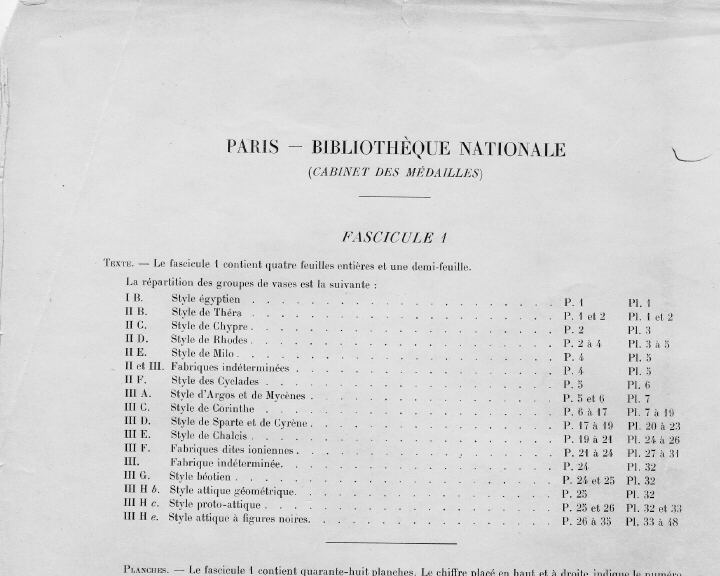 PARIS — BIBLIOTHÈQUE NATIONALE
(CABINET DES MÉDAILLES)
FASCICULE 1
TEXTE. — Le fascicule 1 contient quatre feuilles entières et une demi-feuille.
La répartition des groupes de vases est la suivante :
I B. Style égyptien . . . . . . . . . . . . . . . . . . . . P. 1 Pl. 1
II B. Style de Théra . . . . . . . . . . . . . . . . . . . . P. 1 et 2 Pl. 1 et 2
II C. Style de Chypre . . . . . . . . . . . . . . . . . . . . P. 2 Pl. 3
II D. Style de Rhodes . . . . . . . . . . . . . . . . . . . . P. 2 à 4 Pl. 3 à 5
II E. Style de Milo . . . . . . . . . . . . . . . . . . . . P. 4 Pl. 5
II et III. Fabriques indéterminées . . . . . . . . . . . . . . . . . . P. 4 Pl. 5
II F. Style des Cyclades . . . . . . . . . . . . . . . . . . P. 5 Pl. 6
III A. Style d'Argos et de Mycènes . . . . . . . . . . . . . . . . . P. 5 et 6 Pl. 7
III C. Style de Corinthe . . . . . . . . . . . . . . . . . . . P. 6 à 17 Pl. 7 à 19
III D. Style de Sparte et de Cyrène . . . . . . . . . . . . . . . . . P. 17 à 19 Pl. 20 à 23
III E. Style de Chalcis . . . . . . . . . . . . . . . . . . . . P. 19 à 21 Pl. 24 à 26
III F. Fabriques dites ioniennes . . . . . . . . . . . . . . . . . . P. 21 à 24 Pl. 27 à 31
III. Fabrique indéterminée. . . . . . . . . . . . . . . . . . . P. 24 Pl. 32
III G. Style béotien . . . . . . . . . . . . . . . . . . . . P. 24 et 25 Pl. 32
III H b. Style attique géométrique. . . . . . . . . . . . . . . . . . P. 25 Pl. 32
III H c. Style proto-attique . . . . . . . . . . . . . . . . . . . P. 25 et 26 Pl. 32 et 33
III H e. Style attique à figures noires. . . . . . . . . . . . . . . . . P. 26 à 35 Pl. 33 à 48
PLANCHES. — Le fascicule 1 contient quarante-huit planches. Le chiffre placé en haut et à droite indique le numéro